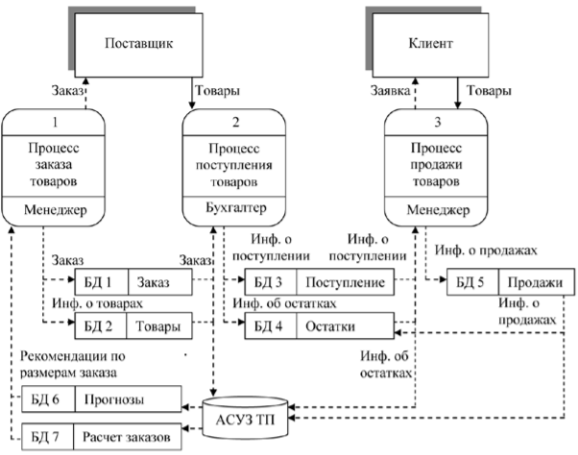 Поставщик
Клиент
Заказ
Товары
Заявка
Товары
1
Процесс
заказа
товаров
Менеджер
2
Процесс
поступления
товаров
Бухгалтер
3
Процесс
продажи
товаров
Менеджер
Заказ
Заказ
Инф. о
поступлении
Инф. о
поступлении
Инф. о продажах
БД 1 Заказ
БД 3 Поступление
БД 5 Продажи
Инф. о товарах
Инф. об остатках
Инф. о
продажах
БД 2 Товары
БД 4 Остатки
Рекомендации по
размерам заказа
Инф. об
остатках
БД 6 Прогнозы
БД 7 Расчет заказов
АСУЗ ТП